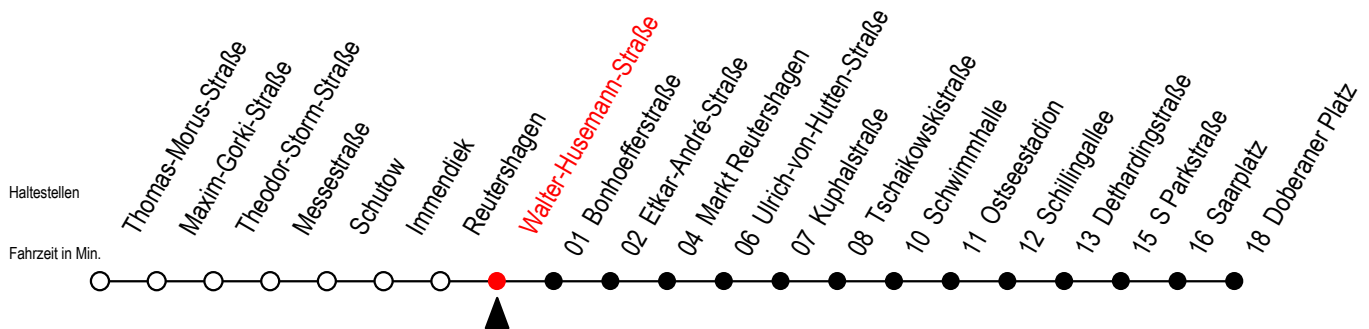 Haltestellen
Fahrzeit in Min.
Thomas-Morus-Straße
Maxim-Gorki-Straße
Theodor-Storm-Straße
Messestraße
Schutow
Immendiek
Reutershagen
Walter-Husemann-Straße
01 Bonhoefferstraße
02 Etkar-André-Straße
04 Markt Reutershagen
06 Ulrich-von-Hutten-Straße
07 Kuphalstraße
08 Tschaikowskistraße
10 Schwimmhalle
11 Ostseestadion
12 Schillingallee
13 Dethardingstraße
15 S Parkstraße
16 Saarplatz
18 Doberaner Platz